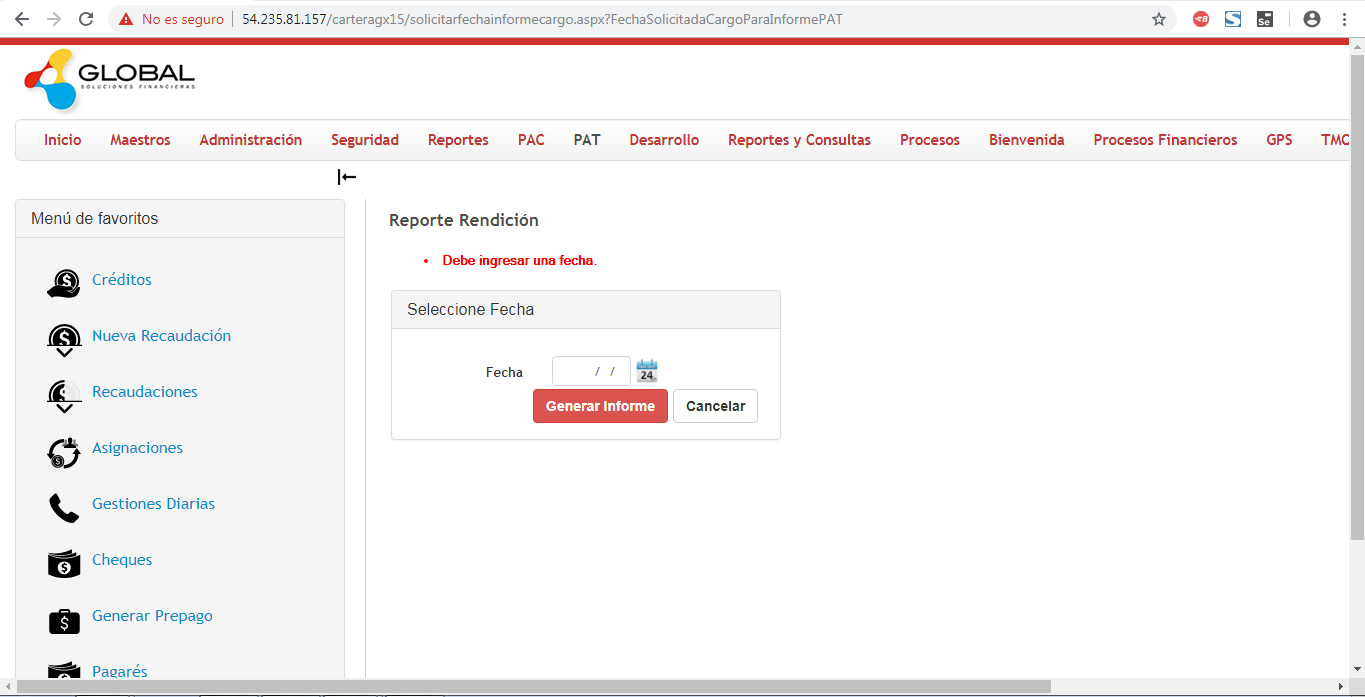 No es seguro
54.235.81.157/carteragx15/solicitarfechainformecargo.aspx?FechaSolicitadaCargoParaInformePAT
GLOBAL
SOLUCIONES FINANCIERAS
Inicio Maestros Administración Seguridad Reportes PAC PAT Desarrollo Reportes y Consultas Procesos Bienvenida Procesos Financieros GPS
Menú de favoritos
Créditos
Nueva Recaudación
Recaudaciones
Asignaciones
Gestiones Diarias
Cheques
Generar Prepago
Pagarés
Reporte Rendición
• Debe ingresar una fecha.
Seleccione Fecha
Fecha / / 24
Generar Informe Cancelar